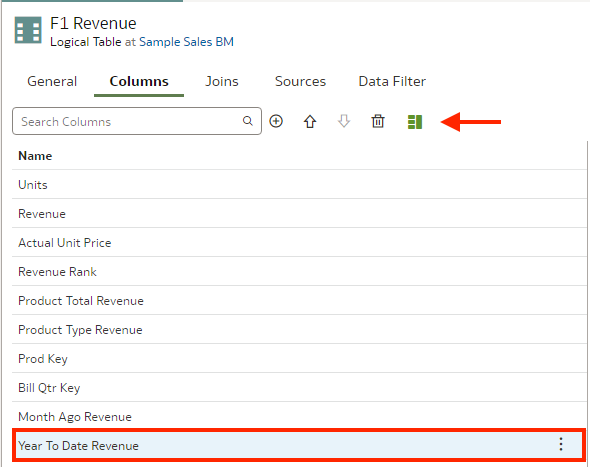 F1 Revenue
Logical Table at Sample Sales BM
General Columns Joins Sources Data Filter
Search Columns
Name
Units
Revenue
Actual Unit Price
Revenue Rank
Product Total Revenue
Product Type Revenue
Prod Key
Bill Qtr Key
Month Ago Revenue
Year To Date Revenue